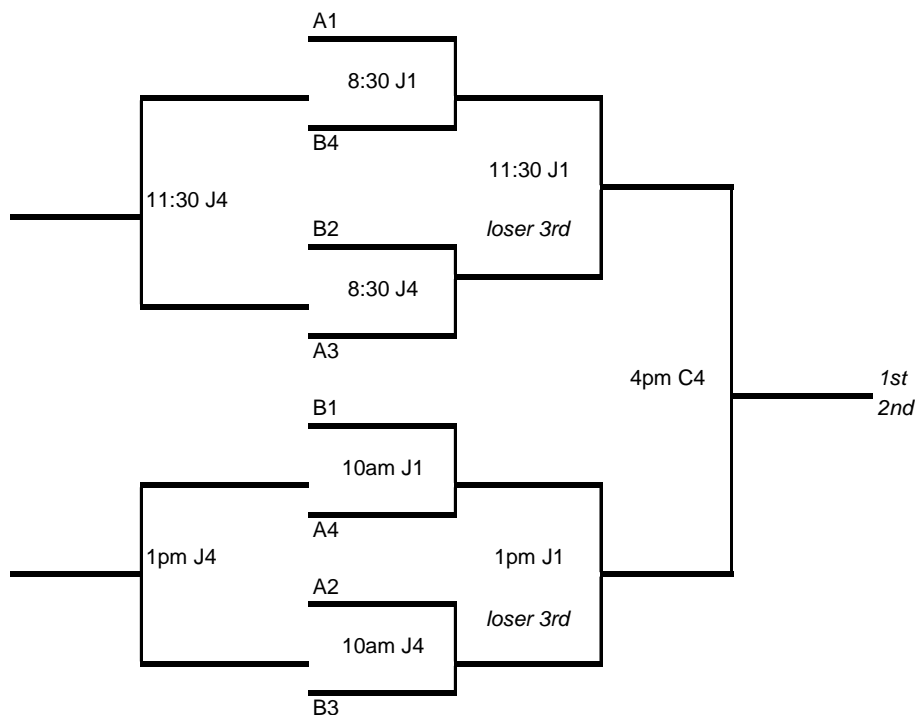 A1
8:30 J1
B4
11:30 J1
11:30 J4
B2
loser 3rd
8:30 J4
A3
4pm C4
1st
2nd
B1
10am J1
A4
1pm J4
1pm J1
A2
loser 3rd
10am J4
B3